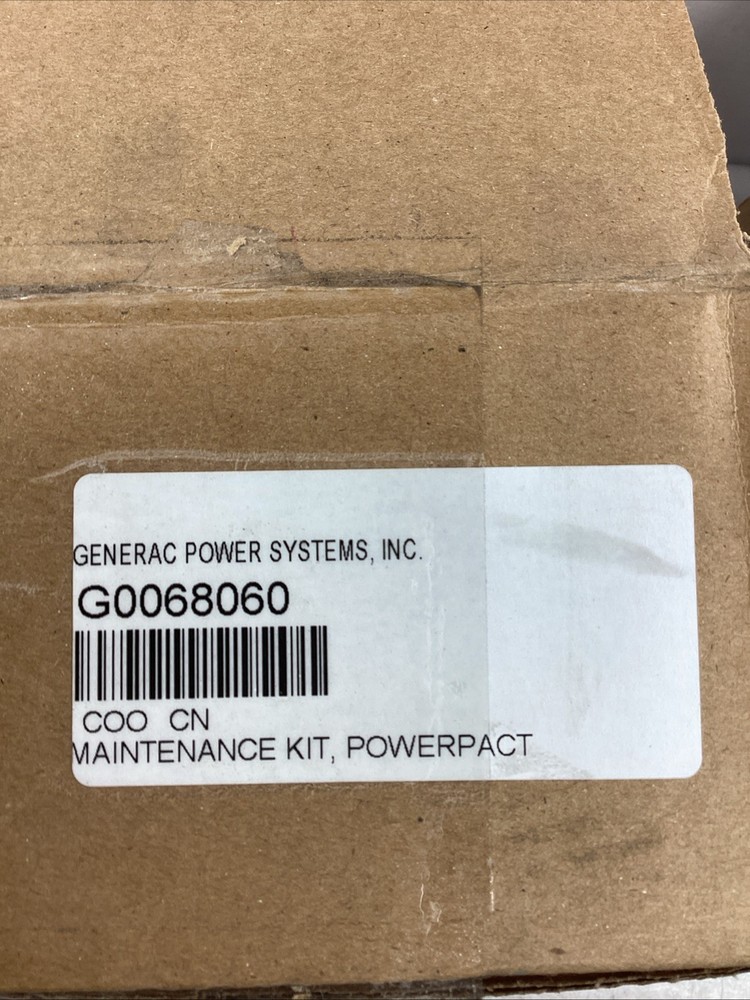 GENERAC POWER SYSTEMS, INC.
G0068060
COO CN
MAINTENANCE KIT, POWERPACT